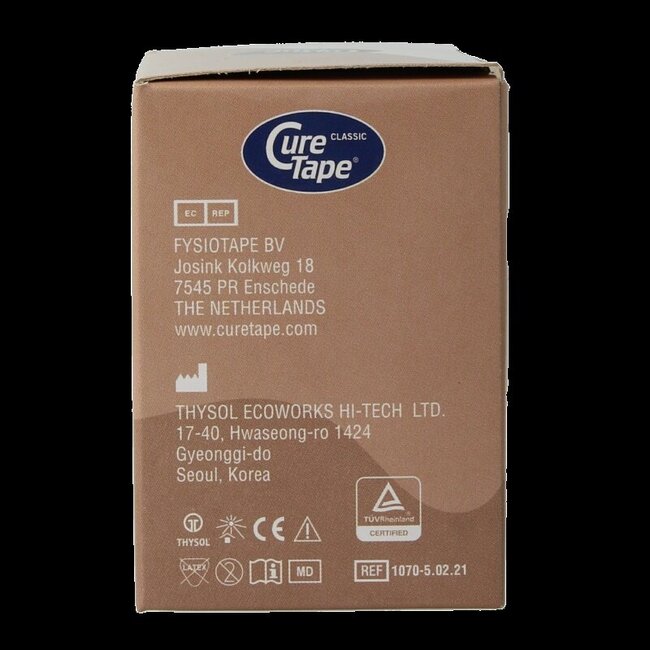 Cure CLASSIC
Tape®
EC REP
FYSIOTAPE BV
Josink Kolkweg 18
7545 PR Enschede
THE NETHERLANDS
www.curetape.com
THYSOL ECOWORKS HI-TECH LTD.
17-40, Hwaseong-ro 1424
Gyeonggi-do
Seoul, Korea
THYSOL
CE
TÜVRheinland
CERTIFIED
LATEX
2
i
MD
REF 1070-5.02.21